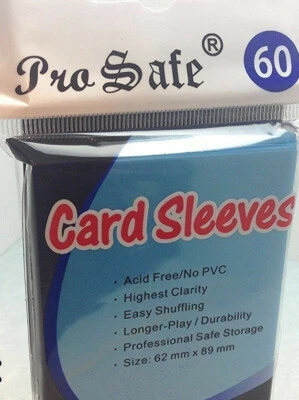 Pro Safe®
60
Card Sleeves
· Acid Free/No PVC
· Highest Clarity
· Easy Shuffling
· Longer-Play / Durability
· Professional Safe Storage
· Size: 62 mm x 89 mm